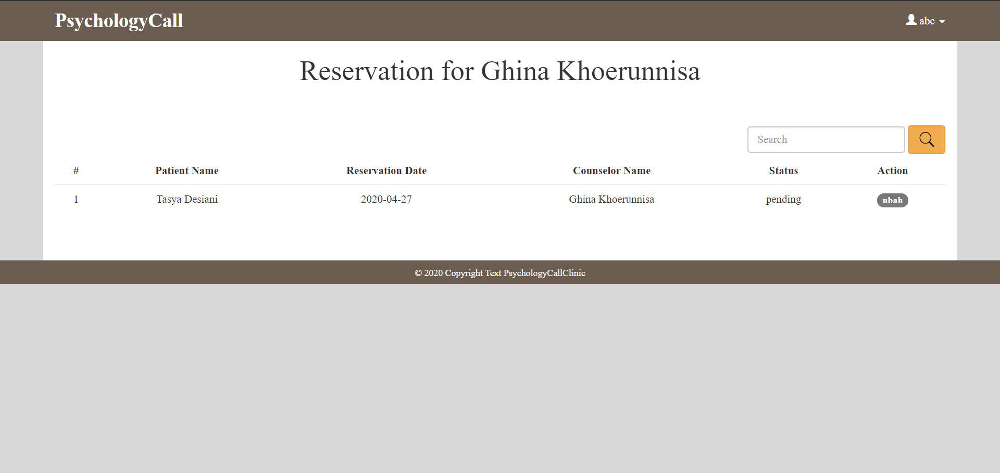 PsychologyCall
abc
Reservation for Ghina Khoerunnisa
Search
# Patient Name Reservation Date Counselor Name Status Action
1 Tasya Desiani 2020-04-27 Ghina Khoerunnisa pending ubah
© 2020 Copyright Text PsychologyCallClinic